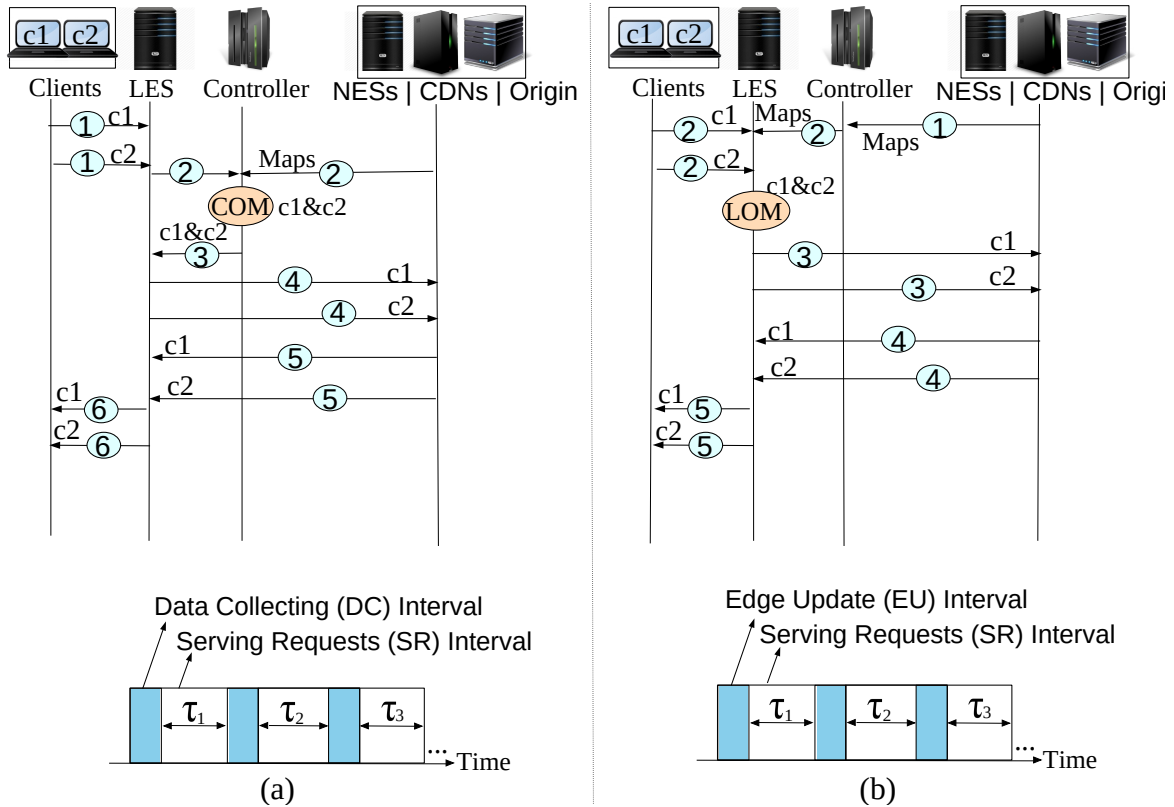 c1 c2
Clients LES Controller NESs | CDNs | Origin
1 c1
1 c2
2 Maps 2
COM c1&c2
c1&c2
3
4 c1
4 c2
c1 5
c2 5
c1 6
c2 6
Data Collecting (DC) Interval
Serving Requests (SR) Interval
τ1 τ2 τ3
... Time
(a)
c1 c2
Clients LES Controller NESs | CDNs | Origi
2 c1 Maps 2 1
Maps
2 c2
c1&c2
LOM
3 c1
3 c2
c1 4
c2 4
c1 5
c2 5
Edge Update (EU) Interval
Serving Requests (SR) Interval
τ1 τ2 τ3
... Time
(b)